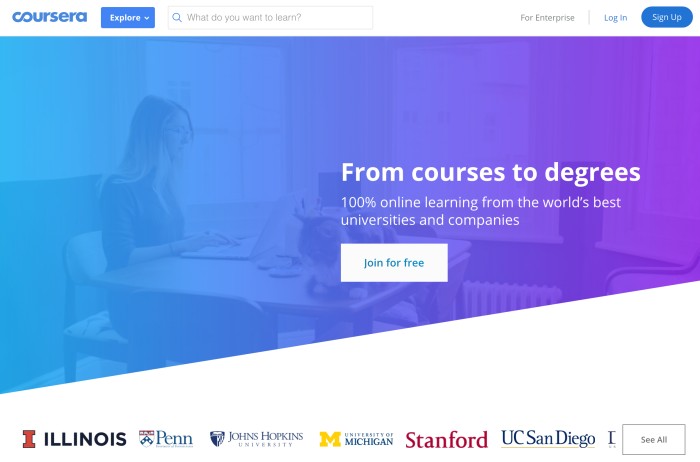 coursera
Explore
What do you want to learn?
For Enterprise
Log In
Sign Up
From courses to degrees
100% online learning from the world's best
universities and companies
Join for free
I ILLINOIS
Penn
JOHNS HOPKINS
UNIVERSITY
M UNIVERSITY OF
MICHIGAN
Stanford
UC San Diego
See All